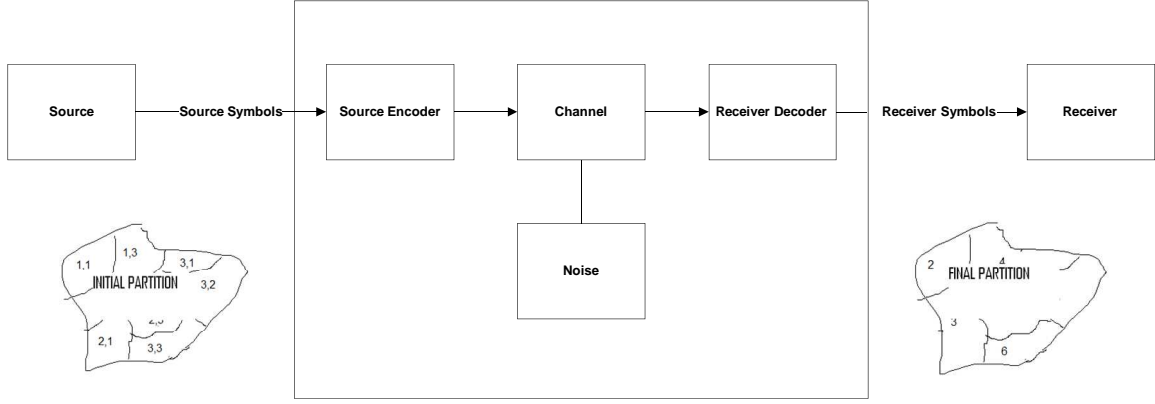 Source
Source Symbols
Source Encoder
Channel
Receiver Decoder
Receiver Symbols
Receiver
Noise
1,1
1,3
3,1
INITIAL PARTITION
3,2
2,1
3,3
2
4
FINAL PARTITION
3
6